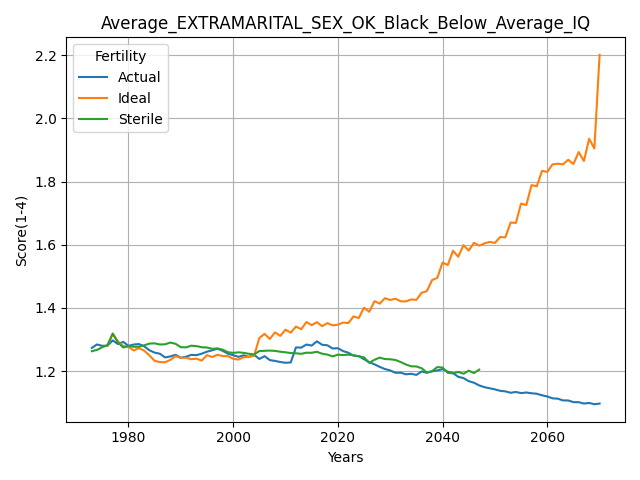 Average_EXTRAMARITAL_SEX_OK_Black_Below_Average_IQ
Fertility
Actual
Ideal
Sterile
Score(1-4)
2.2
2.0
1.8
1.6
1.4
1.2
1980 2000 2020 2040 2060
Years